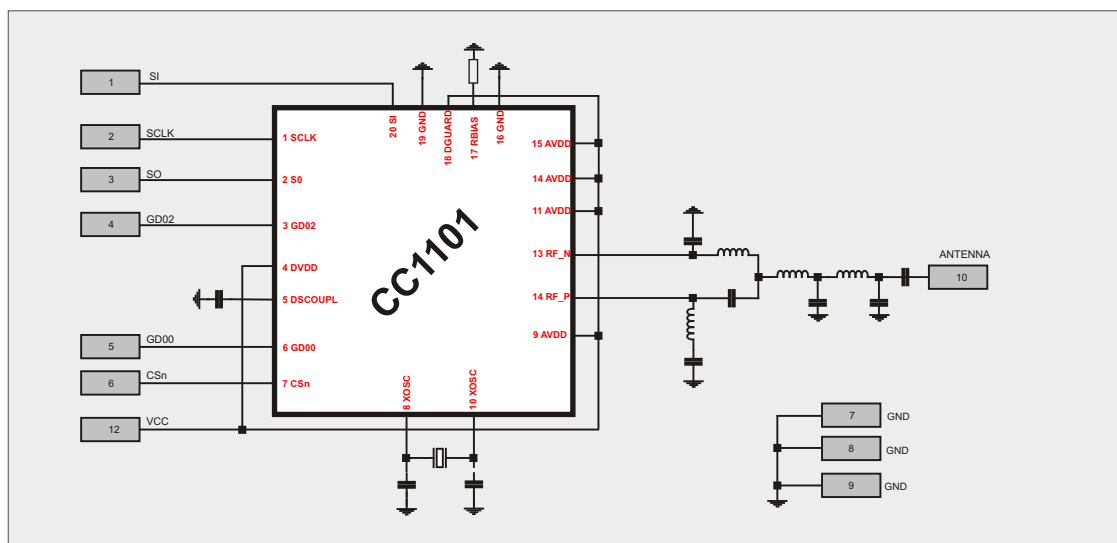 1 SI
2 SCLK
3 SO
4 GD02
5 GD00
6 CSn
12 VCC
20 SI
19 GND
18 DGUARD
17 RBIAS
16 GND
1 SCLK
2 S0
3 GD02
4 DVDD
5 DSCOUPL
6 GD00
7 CSn
CC1101
15 AVDD
14 AVDD
11 AVDD
13 RF_N
14 RF_P
9 AVDD
8 XOSC
10 XOSC
ANTENNA
10
7 GND
8 GND
9 GND